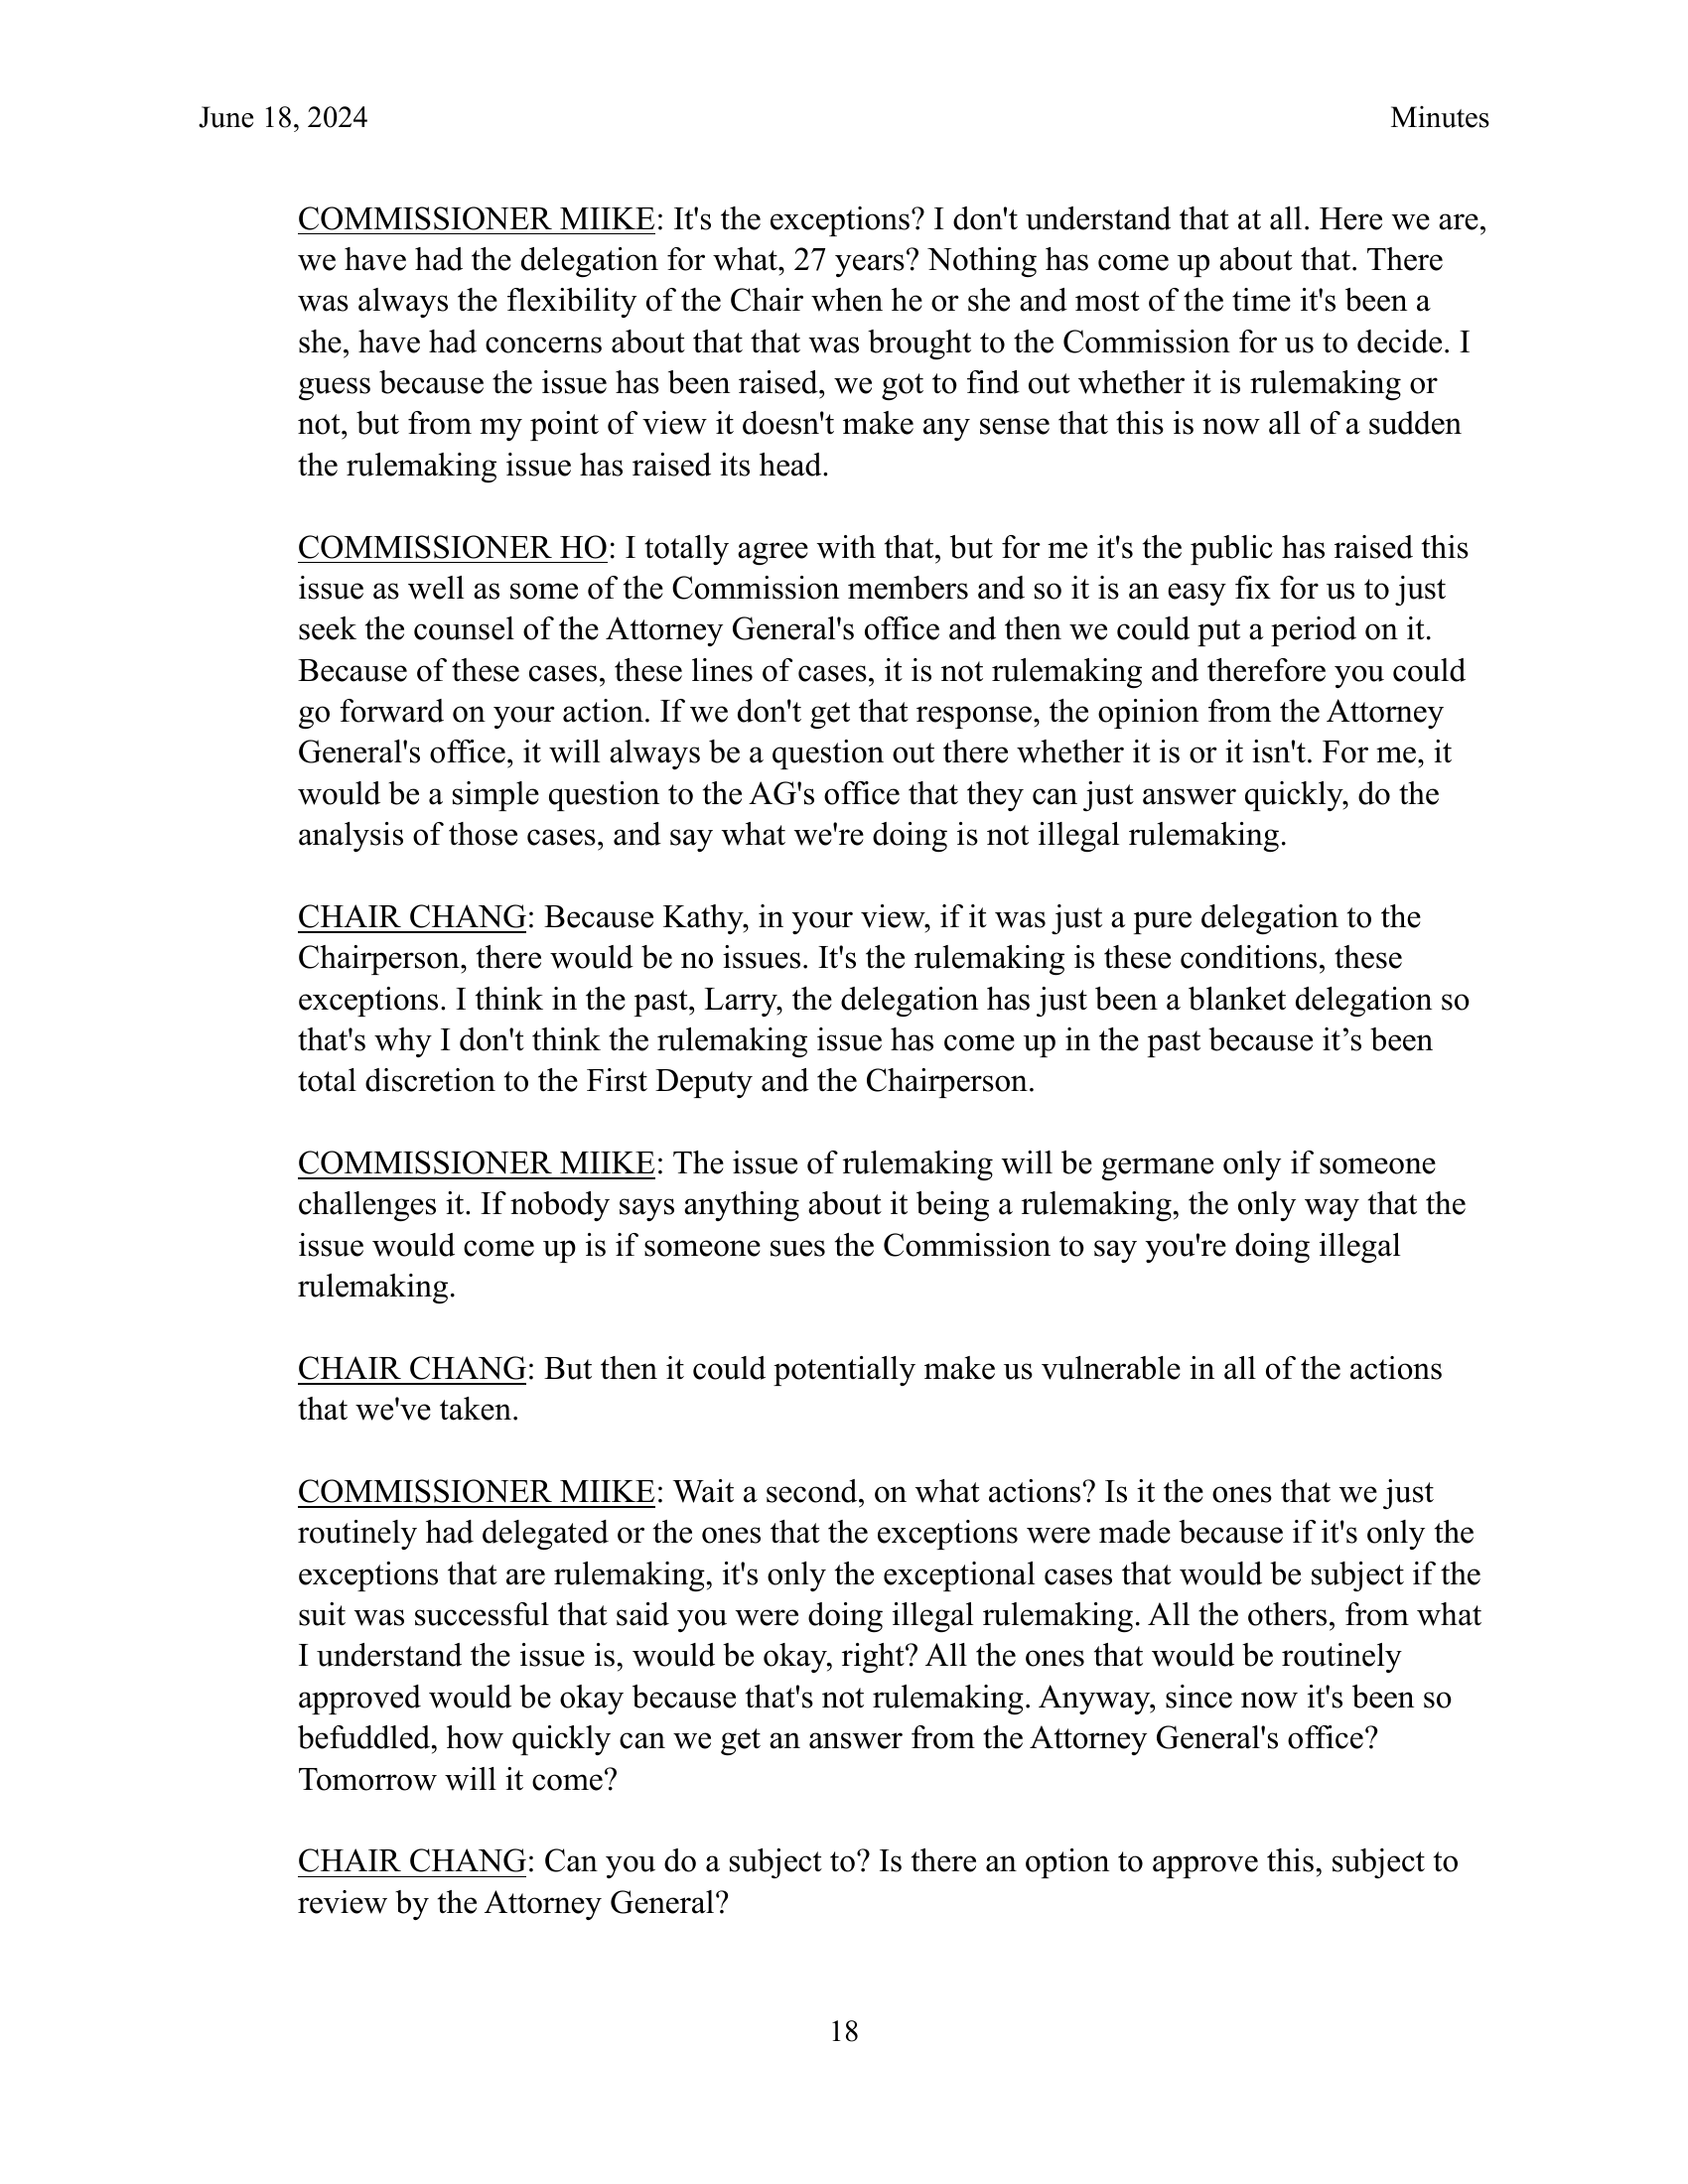 June 18, 2024 Minutes
COMMISSIONER MIIKE: It's the exceptions? I don't understand that at all. Here we are,
we have had the delegation for what, 27 years? Nothing has come up about that. There
was always the flexibility of the Chair when he or she and most of the time it's been a
she, have had concerns about that that was brought to the Commission for us to decide. I
guess because the issue has been raised, we got to find out whether it is rulemaking or
not, but from my point of view it doesn't make any sense that this is now all of a sudden
the rulemaking issue has raised its head.
COMMISSIONER HO: I totally agree with that, but for me it's the public has raised this
issue as well as some of the Commission members and so it is an easy fix for us to just
seek the counsel of the Attorney General's office and then we could put a period on it.
Because of these cases, these lines of cases, it is not rulemaking and therefore you could
go forward on your action. If we don't get that response, the opinion from the Attorney
General's office, it will always be a question out there whether it is or it isn't. For me, it
would be a simple question to the AG's office that they can just answer quickly, do the
analysis of those cases, and say what we're doing is not illegal rulemaking.
CHAIR CHANG: Because Kathy, in your view, if it was just a pure delegation to the
Chairperson, there would be no issues. It's the rulemaking is these conditions, these
exceptions. I think in the past, Larry, the delegation has just been a blanket delegation so
that's why I don't think the rulemaking issue has come up in the past because it’s been
total discretion to the First Deputy and the Chairperson.
COMMISSIONER MIIKE: The issue of rulemaking will be germane only if someone
challenges it. If nobody says anything about it being a rulemaking, the only way that the
issue would come up is if someone sues the Commission to say you're doing illegal
rulemaking.
CHAIR CHANG: But then it could potentially make us vulnerable in all of the actions
that we've taken.
COMMISSIONER MIIKE: Wait a second, on what actions? Is it the ones that we just
routinely had delegated or the ones that the exceptions were made because if it's only the
exceptions that are rulemaking, it's only the exceptional cases that would be subject if the
suit was successful that said you were doing illegal rulemaking. All the others, from what
I understand the issue is, would be okay, right? All the ones that would be routinely
approved would be okay because that's not rulemaking. Anyway, since now it's been so
befuddled, how quickly can we get an answer from the Attorney General's office?
Tomorrow will it come?
CHAIR CHANG: Can you do a subject to? Is there an option to approve this, subject to
review by the Attorney General?
18